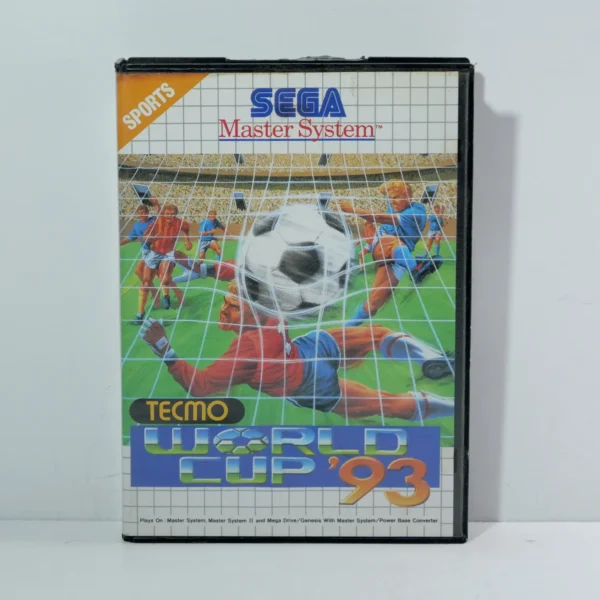 SPORTS
SEGA
Master System™
TECMO
WORLD
CUP '93
Plays On Master System, Master System II and Mega Drive/Genesis With Master System/Power Base Converter